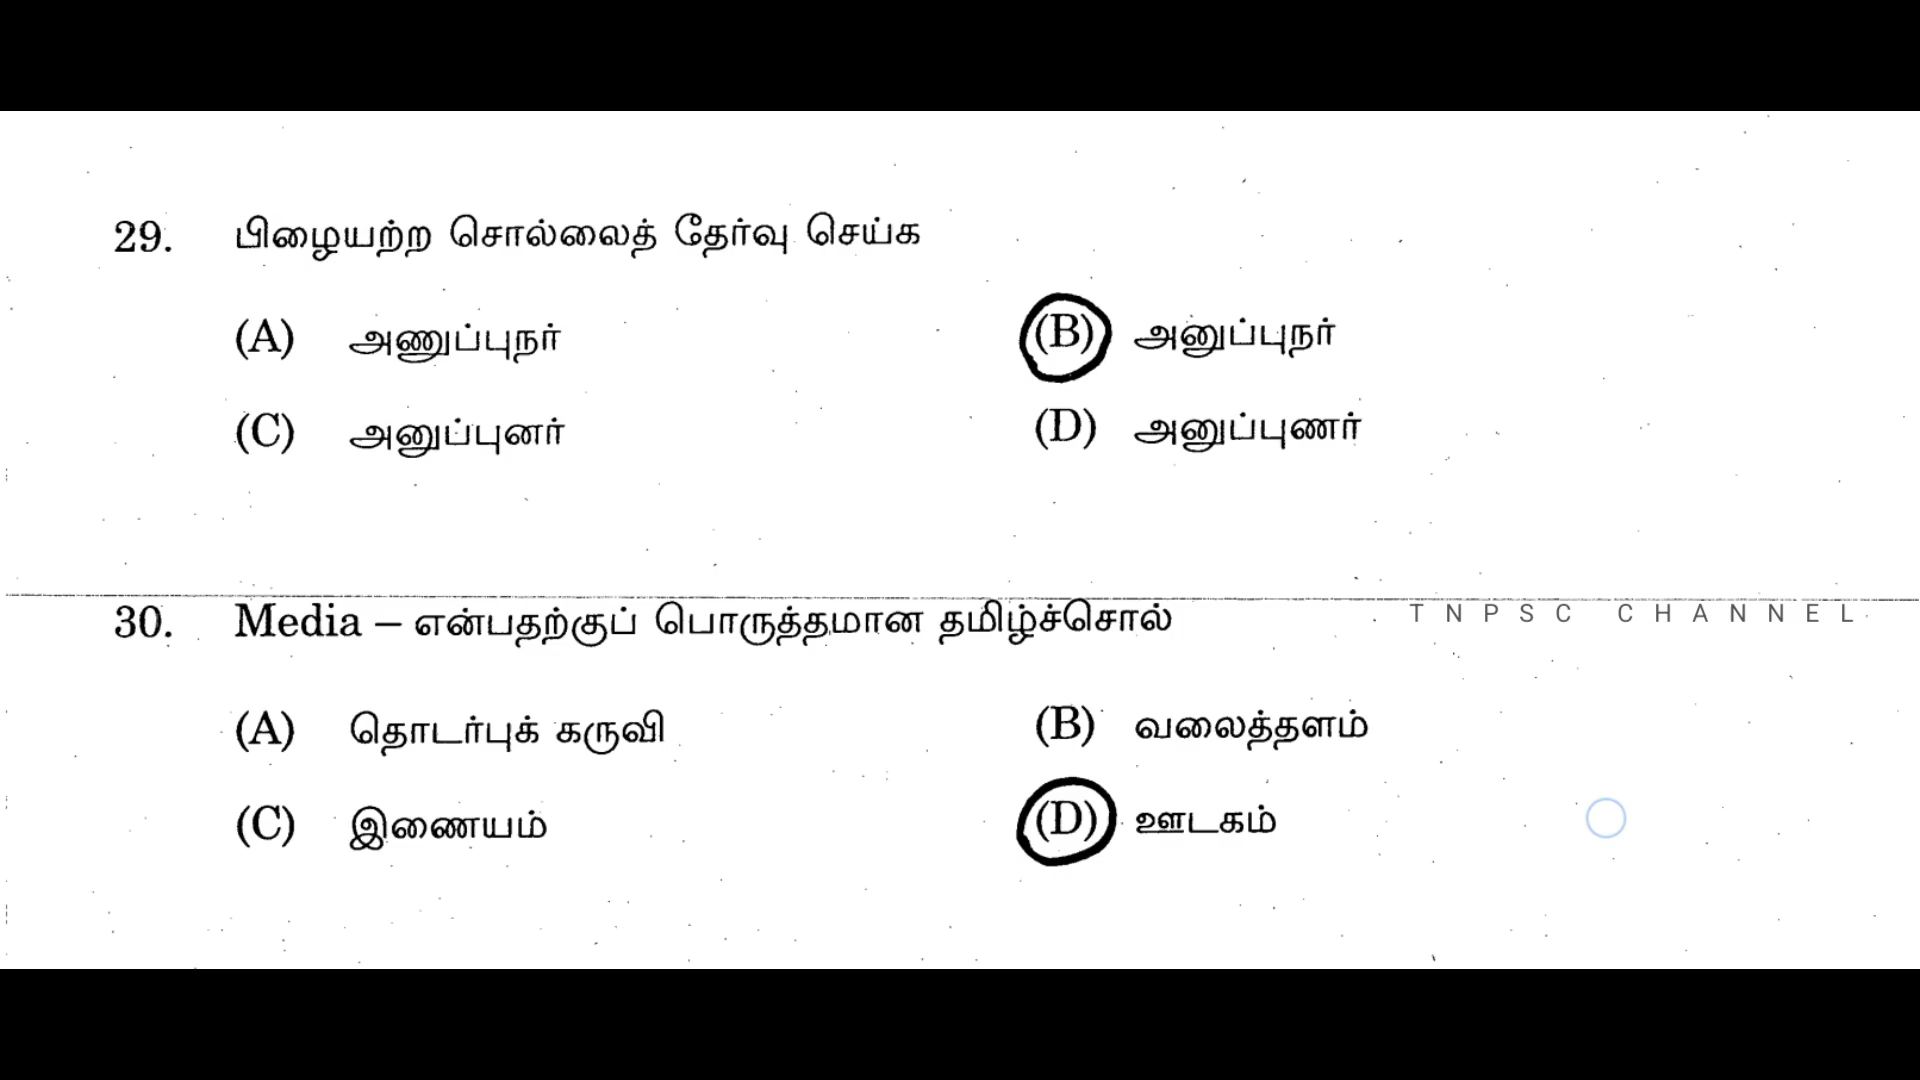 29. பிழையற்ற சொல்லைத் தேர்வு செய்க
(A) அணுப்புநர் (B) அனுப்புநர்
(C) அனுப்புனர் (D) அனுப்புணர்
30. Media – என்பதற்குப் பொருத்தமான தமிழ்ச்சொல்
TNPSC CHANNEL
(A) தொடர்புக் கருவி (B) வலைத்தளம்
(C) இணையம் (D) ஊடகம்